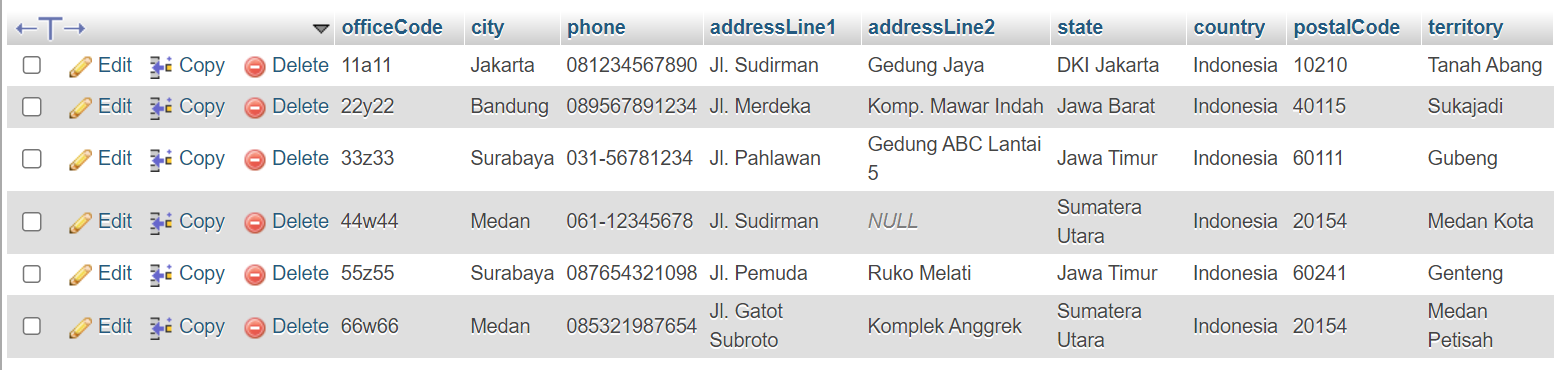 officeCode city phone addressLine1 addressLine2 state country postalCode territory
Edit Copy Delete 11a11 Jakarta 081234567890 Jl. Sudirman Gedung Jaya DKI Jakarta Indonesia 10210 Tanah Abang
Edit Copy Delete 22y22 Bandung 089567891234 Jl. Merdeka Komp. Mawar Indah Jawa Barat Indonesia 40115 Sukajadi
Edit Copy Delete 33z33 Surabaya 031-56781234 Jl. Pahlawan Gedung ABC Lantai 5 Jawa Timur Indonesia 60111 Gubeng
Edit Copy Delete 44w44 Medan 061-12345678 Jl. Sudirman NULL Sumatera Utara Indonesia 20154 Medan Kota
Edit Copy Delete 55z55 Surabaya 087654321098 Jl. Pemuda Ruko Melati Jawa Timur Indonesia 60241 Genteng
Edit Copy Delete 66w66 Medan 085321987654 Jl. Gatot Subroto Komplek Anggrek Sumatera Utara Indonesia 20154 Medan Petisah